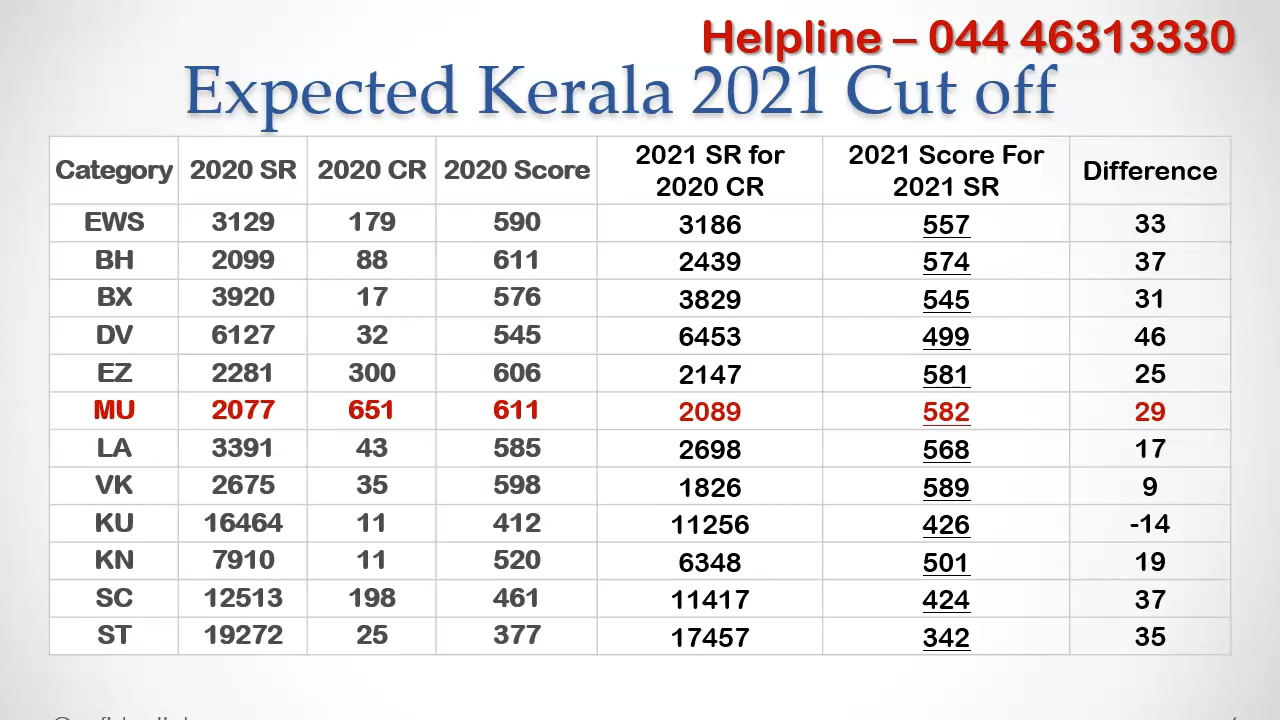 Helpline – 044 46313330
Expected Kerala 2021 Cut off
Category 2020 SR 2020 CR 2020 Score 2021 SR for 2020 CR 2021 Score For 2021 SR Difference
EWS 3129 179 590 3186 557 33
BH 2099 88 611 2439 574 37
BX 3920 17 576 3829 545 31
DV 6127 32 545 6453 499 46
EZ 2281 300 606 2147 581 25
MU 2077 651 611 2089 582 29
LA 3391 43 585 2698 568 17
VK 2675 35 598 1826 589 9
KU 16464 11 412 11256 426 -14
KN 7910 11 520 6348 501 19
SC 12513 198 461 11417 424 37
ST 19272 25 377 17457 342 35